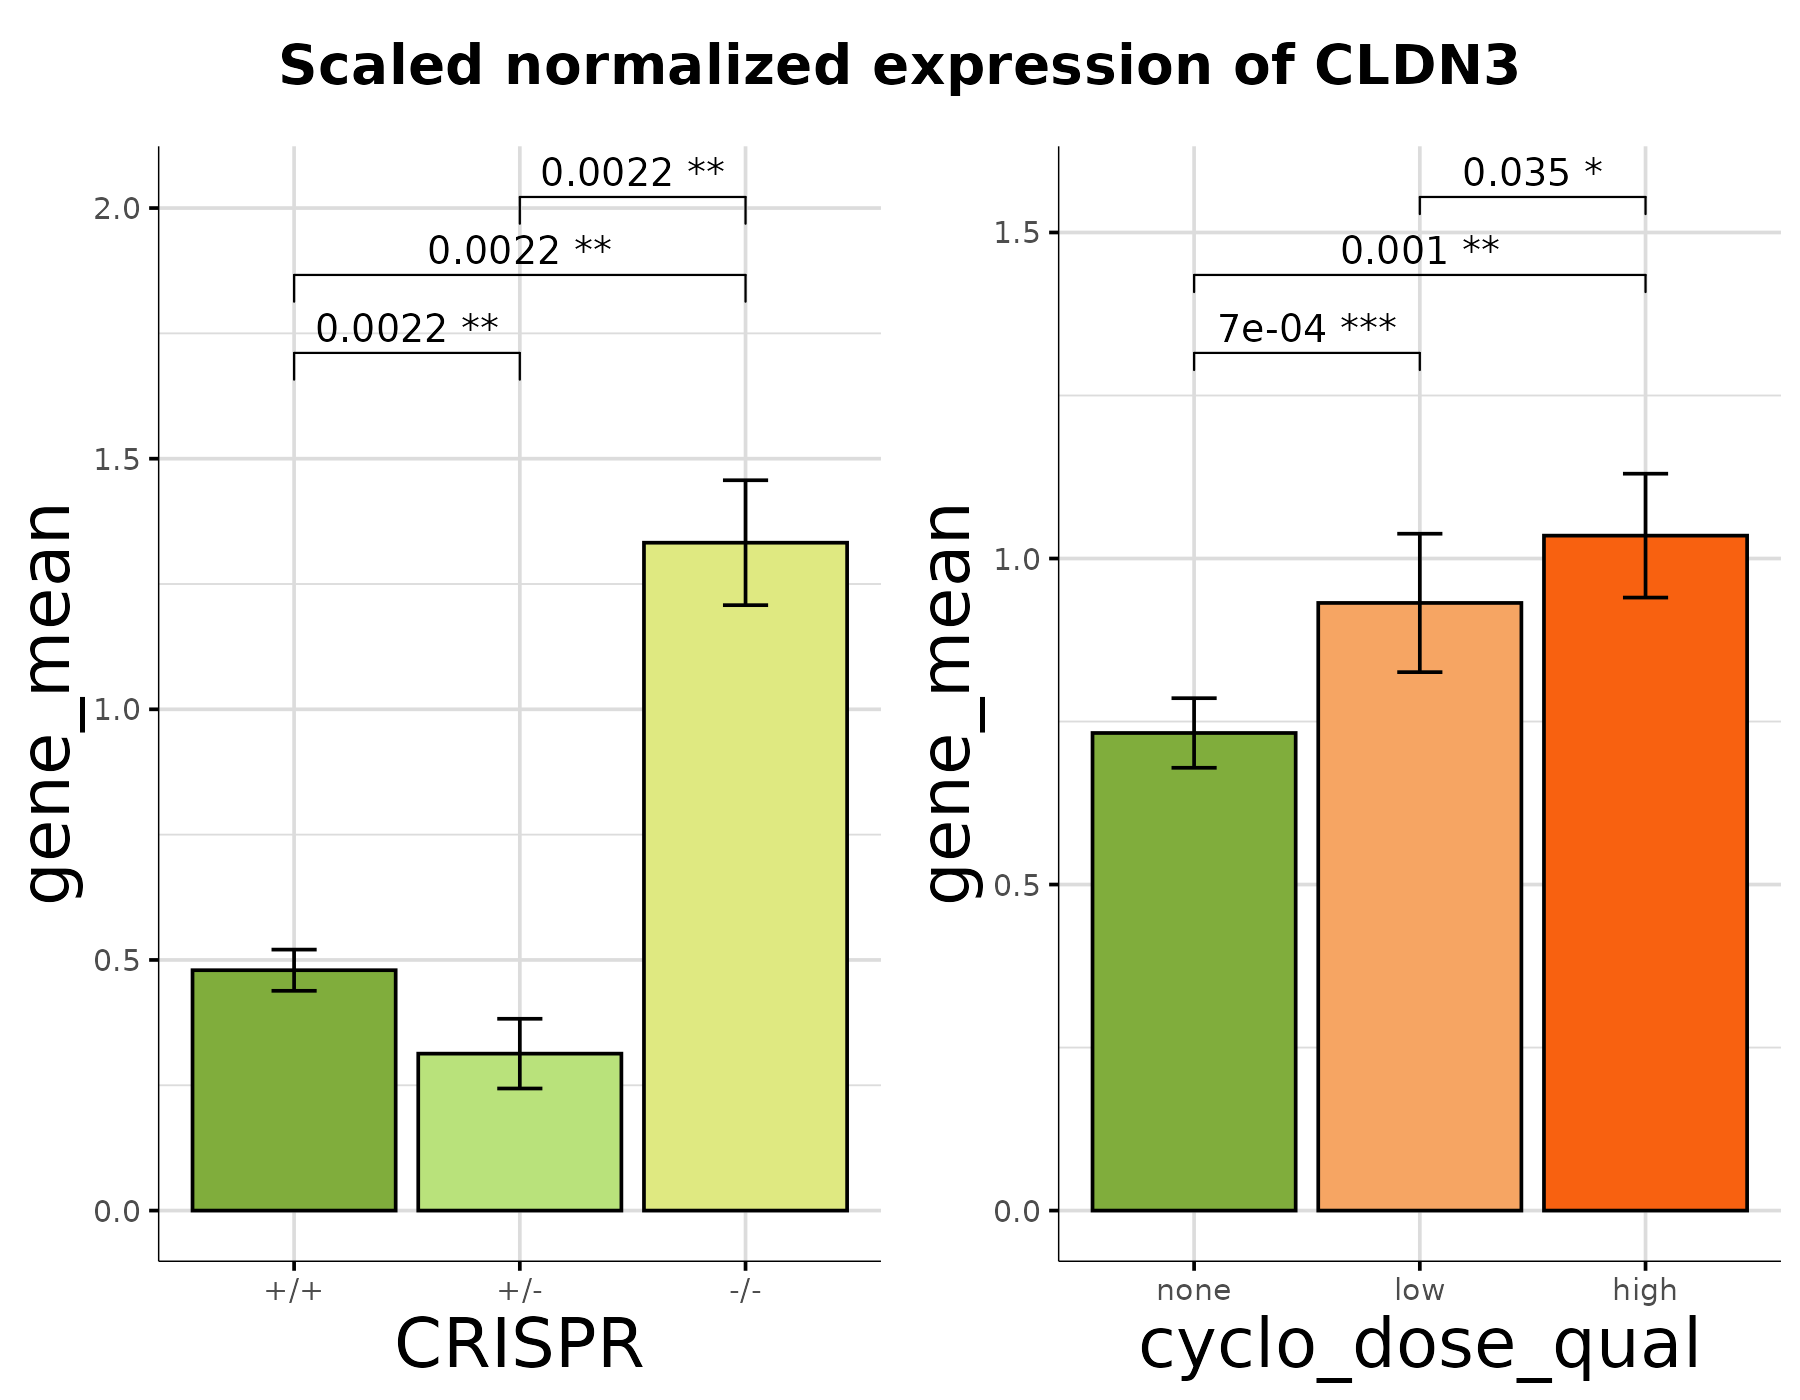 Scaled normalized expression of CLDN3
gene_mean
2.0
1.5
1.0
0.5
0.0
0.0022 **
0.0022 **
0.0022 **
+/+
+/-
-/-
CRISPR
gene_mean
1.5
1.0
0.5
0.0
0.035 *
0.001 **
7e-04 ***
none
low
high
cyclo_dose_qual